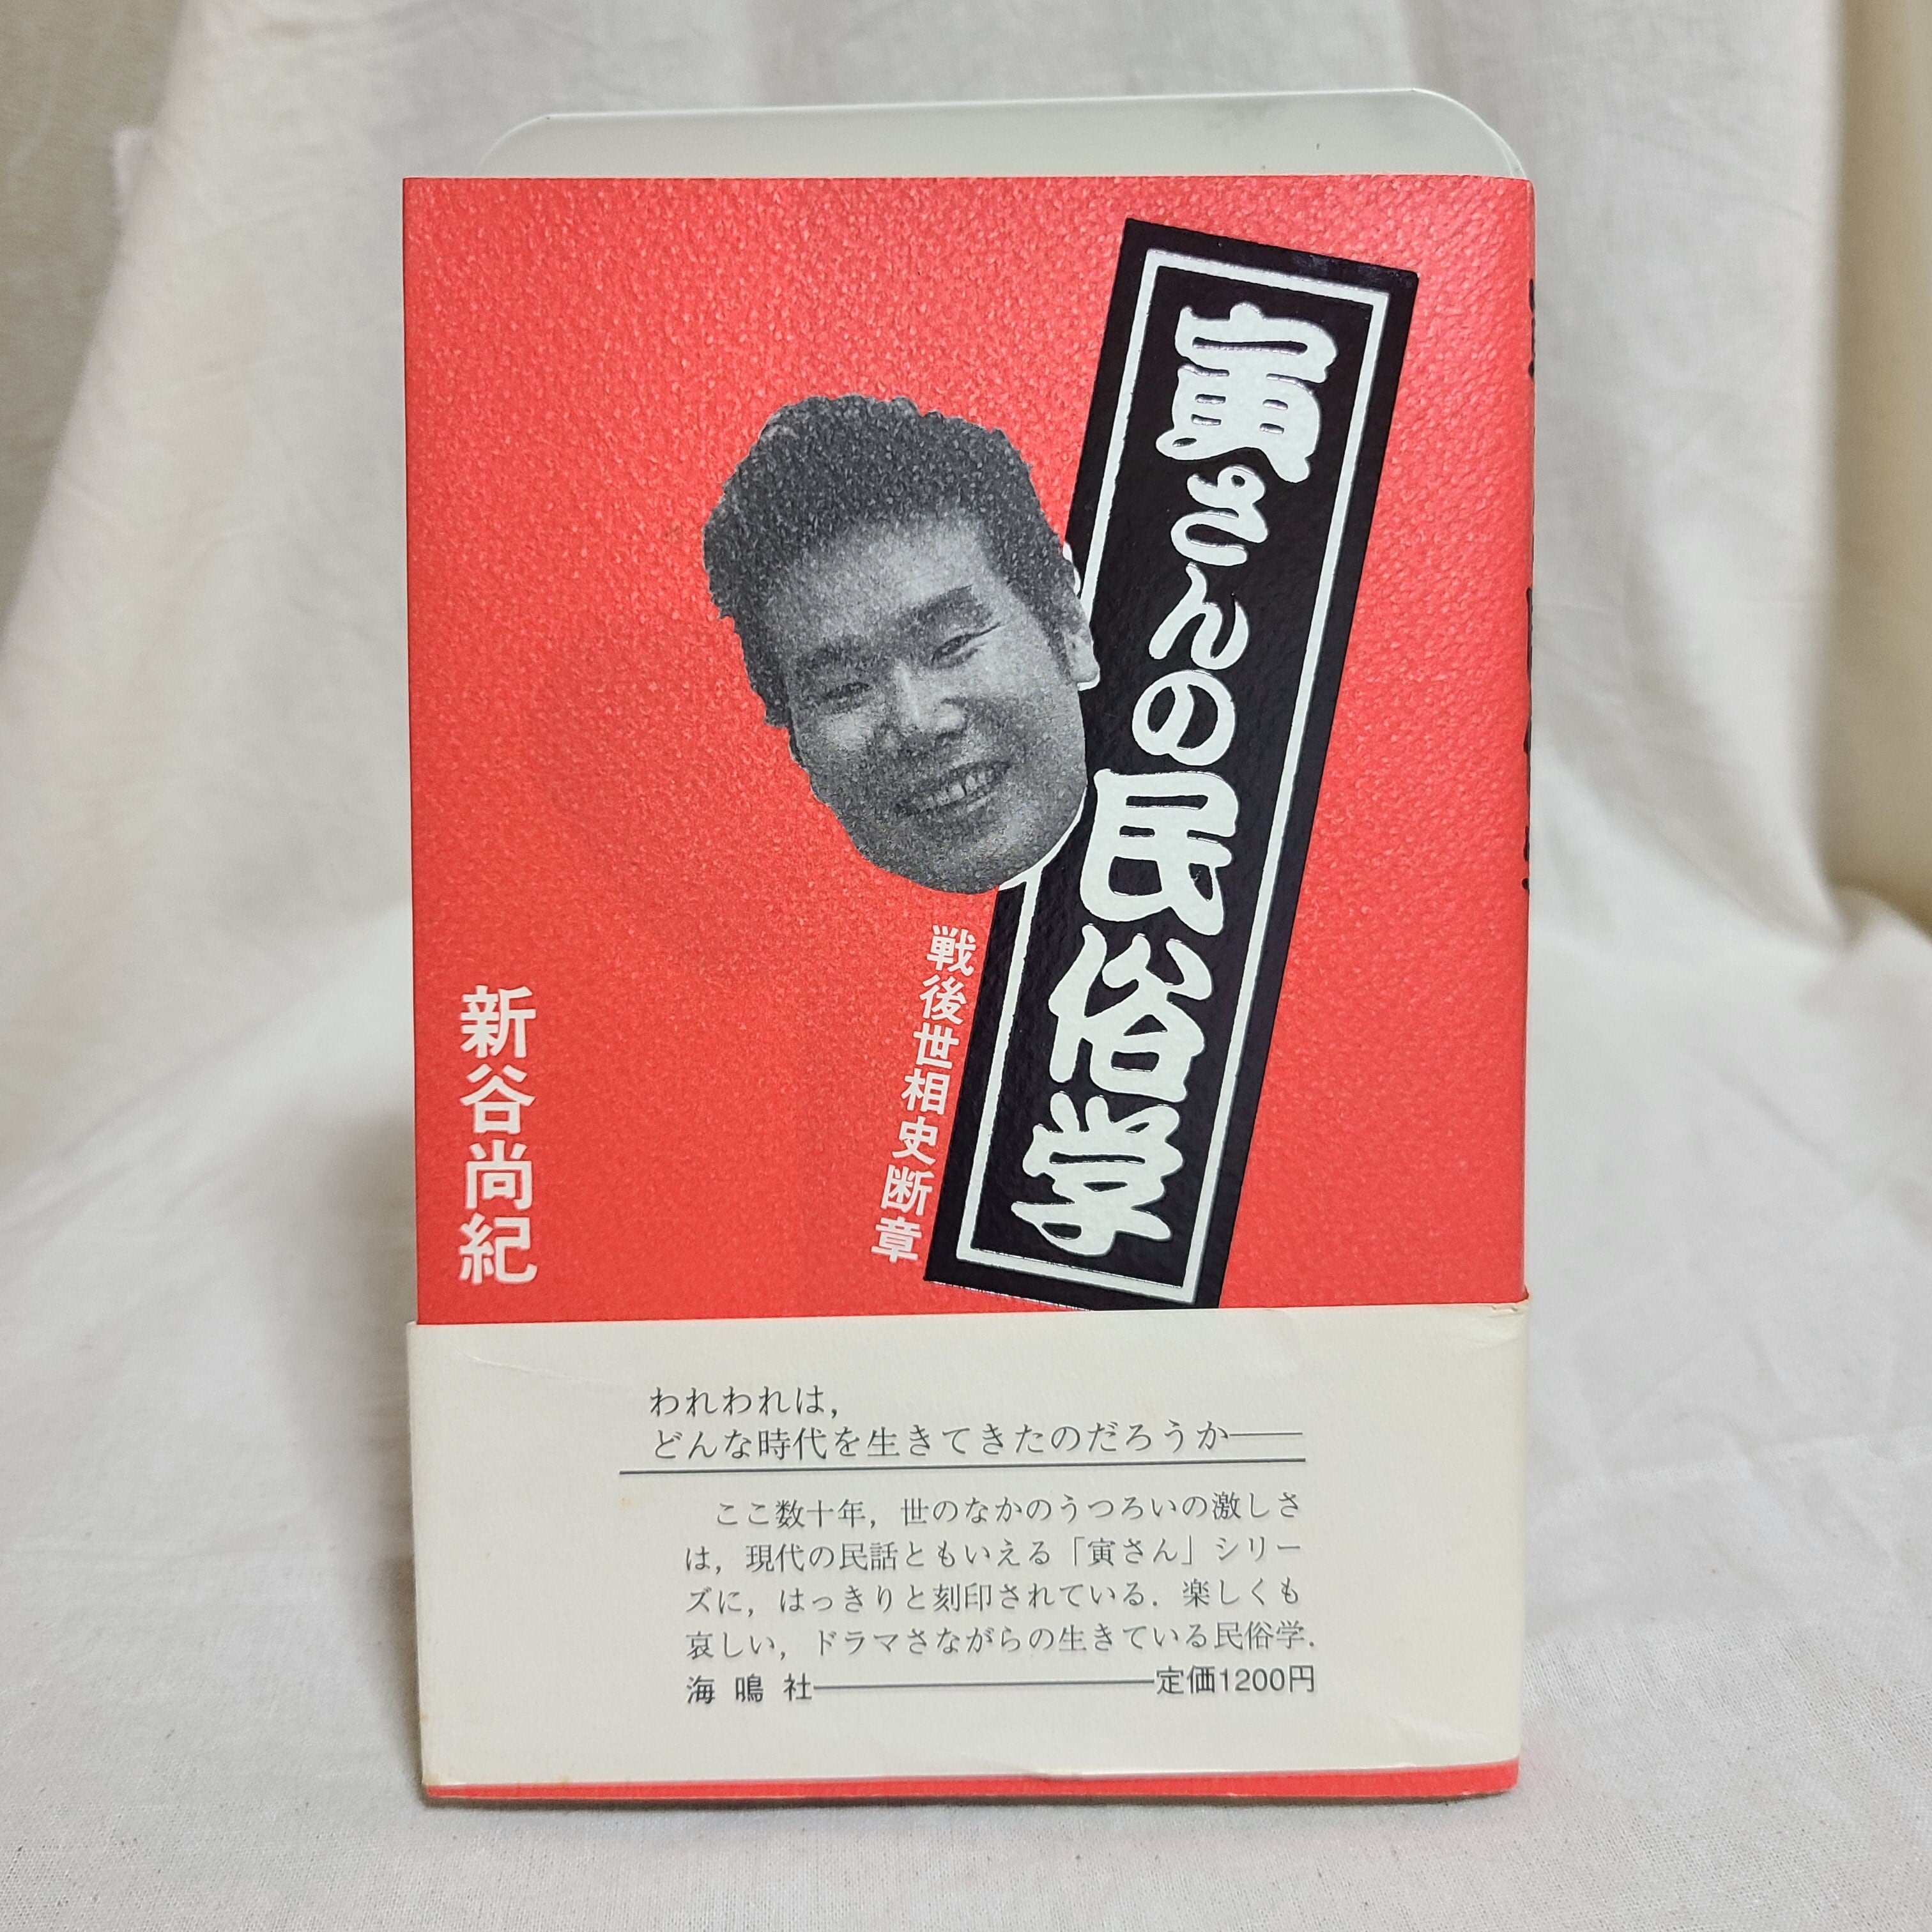 寅さんの民俗学
戦後世相史断章
新谷尚紀
われわれは，
どんな時代を生きてきたのだろうか――
ここ数十年，世のなかのうつろいの激しさ
は，現代の民話ともいえる「寅さん」シリー
ズに，はっきりと刻印されている．楽しくも
哀しい，ドラマさながらの生きている民俗学．
海鳴社――定価1200円